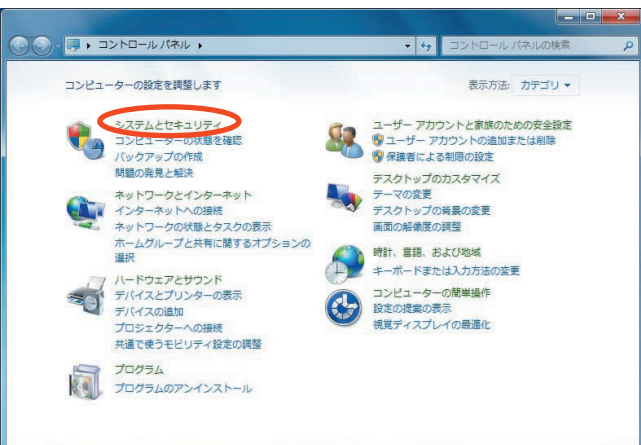 コントロール パネル
コントロール パネルの検索
コンピューターの設定を調整します
表示方法: カテゴリ
システムとセキュリティ
コンピューターの状態を確認
バックアップの作成
問題の発見と解決
ネットワークとインターネット
インターネットへの接続
ネットワークの状態とタスクの表示
ホームグループと共有に関するオプションの
選択
ハードウェアとサウンド
デバイスとプリンターの表示
デバイスの追加
プロジェクターへの接続
共通で使うモビリティ設定の調整
プログラム
プログラムのアンインストール
ユーザー アカウントと家族のための安全設定
ユーザー アカウントの追加または削除
保護者による制限の設定
デスクトップのカスタマイズ
テーマの変更
デスクトップの背景の変更
画面の解像度の調整
時計、言語、および地域
キーボードまたは入力方法の変更
コンピューターの簡単操作
設定の提案の表示
視覚ディスプレイの最適化